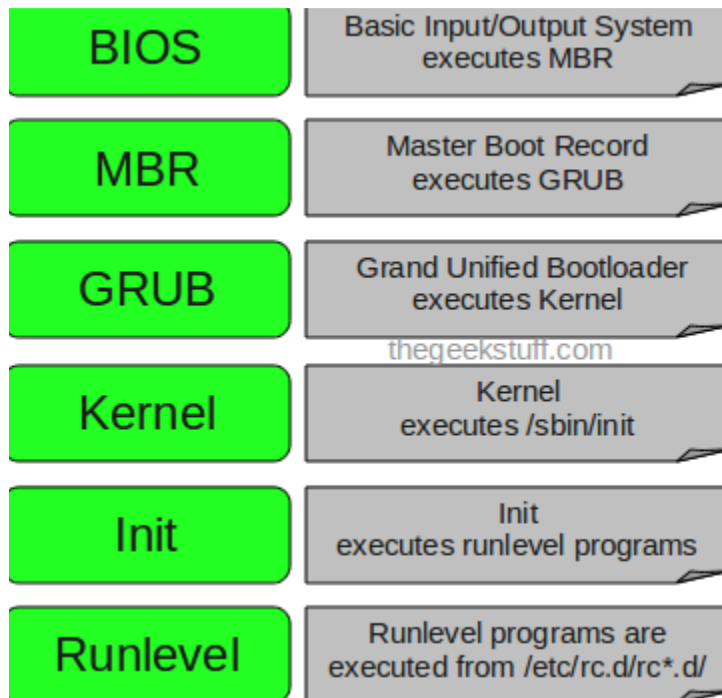 BIOS
Basic Input/Output System
executes MBR
MBR
Master Boot Record
executes GRUB
GRUB
Grand Unified Bootloader
executes Kernel
thegeekstuff.com
Kernel
Kernel
executes /sbin/init
Init
Init
executes runlevel programs
Runlevel
Runlevel programs are
executed from /etc/rc.d/rc*.d/